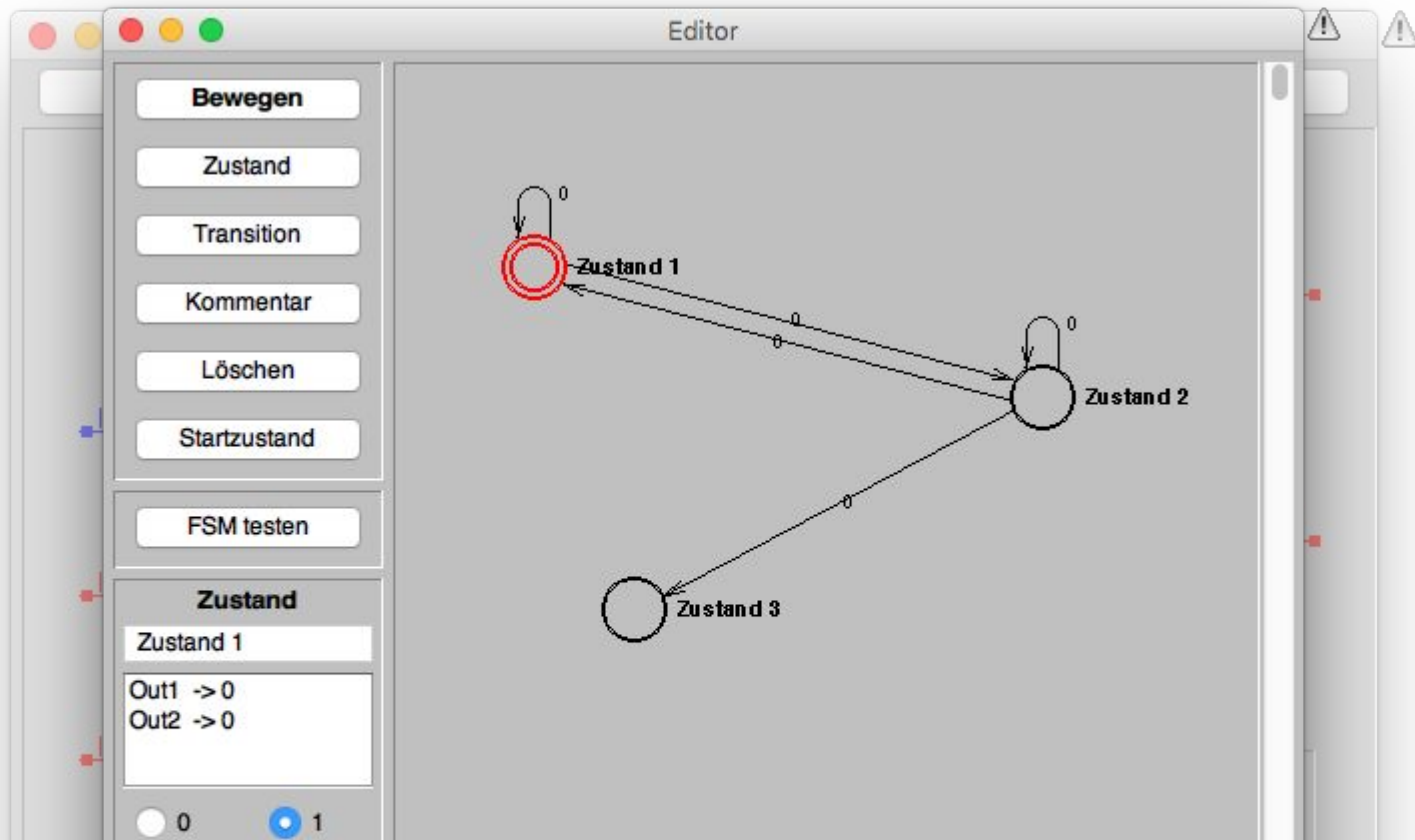 Editor
Bewegen
Zustand
Transition
Kommentar
Löschen
Startzustand
FSM testen
Zustand
Zustand 1
Out1 -> 0
Out2 -> 0
0 1
0
Zustand 1
0
0
0
Zustand 2
0
Zustand 3